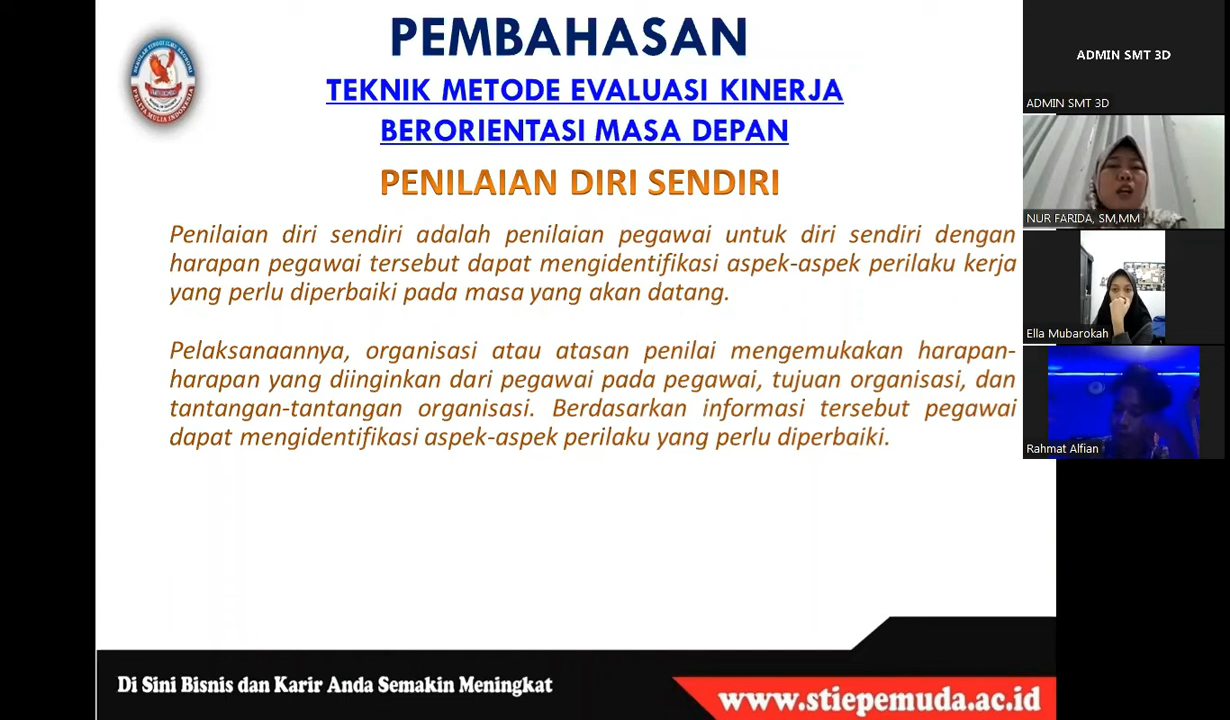 PEMBAHASAN
TEKNIK METODE EVALUASI KINERJA
BERORIENTASI MASA DEPAN
PENILAIAN DIRI SENDIRI
Penilaian diri sendiri adalah penilaian pegawai untuk diri sendiri dengan
harapan pegawai tersebut dapat mengidentifikasi aspek-aspek perilaku kerja
yang perlu diperbaiki pada masa yang akan datang.
Pelaksanaannya, organisasi atau atasan penilai mengemukakan harapan-
harapan yang diinginkan dari pegawai pada pegawai, tujuan organisasi, dan
tantangan-tantangan organisasi. Berdasarkan informasi tersebut pegawai
dapat mengidentifikasi aspek-aspek perilaku yang perlu diperbaiki.
Di Sini Bisnis dan Karir Anda Semakin Meningkat
www.stiepemuda.ac.id
ADMIN SMT 3D
ADMIN SMT 3D
NUR FARIDA, SM,MM
Ella Mubarokah
Rahmat Alfian